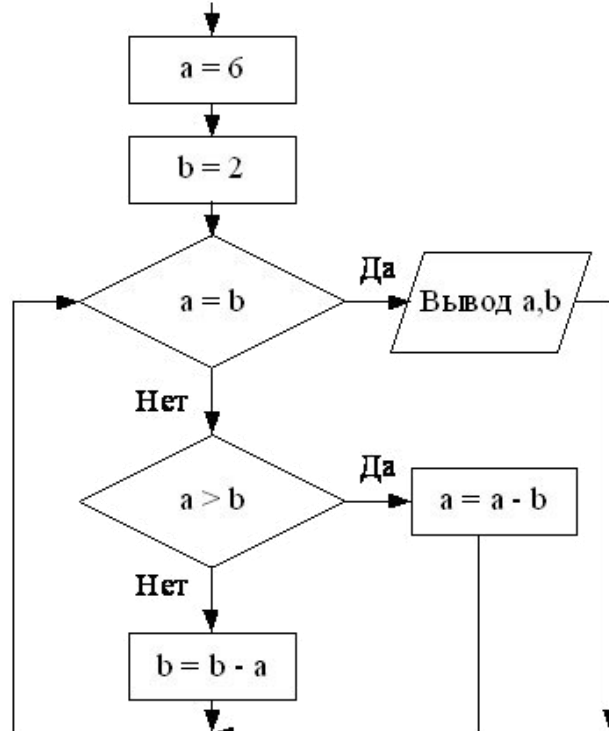 a = 6
b = 2
a = b
Да
Вывод a,b
Нет
a > b
Да
a = a - b
Нет
b = b - a